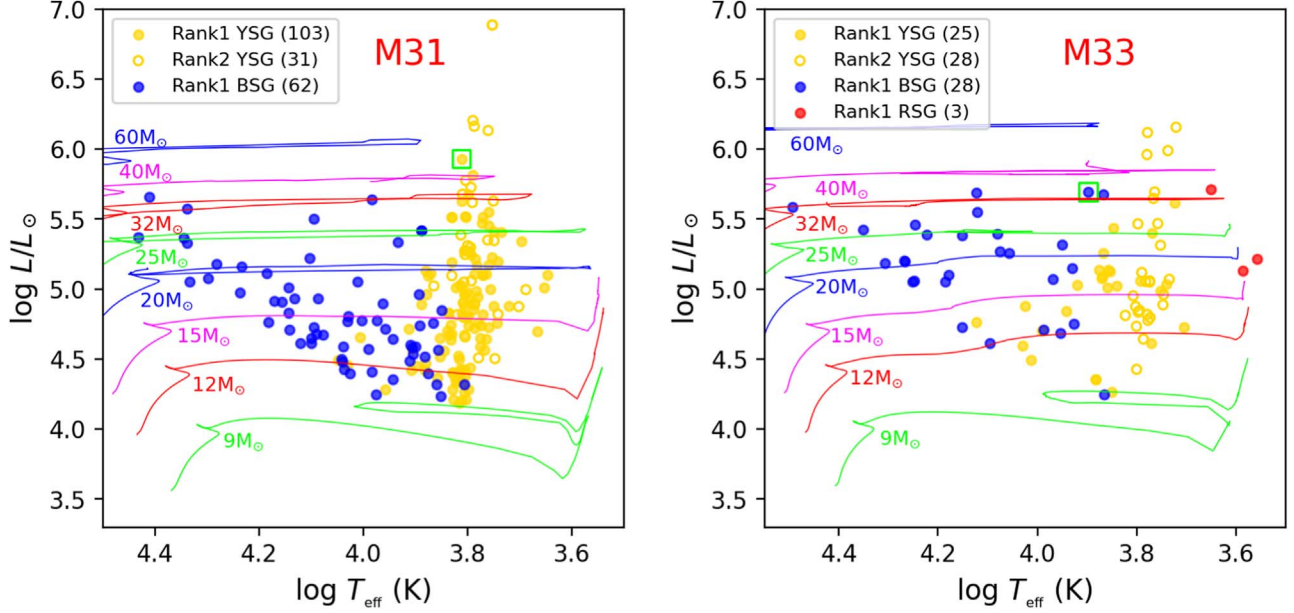 M31
Rank1 YSG (103)
Rank2 YSG (31)
Rank1 BSG (62)
log L/L⊙
7.0
6.5
6.0
5.5
5.0
4.5
4.0
3.5
60M⊙
40M⊙
32M⊙
25M⊙
20M⊙
15M⊙
12M⊙
9M⊙
4.4 4.2 4.0 3.8 3.6
log Teff (K)
M33
Rank1 YSG (25)
Rank2 YSG (28)
Rank1 BSG (28)
Rank1 RSG (3)
log L/L⊙
7.0
6.5
6.0
5.5
5.0
4.5
4.0
3.5
60M⊙
40M⊙
32M⊙
25M⊙
20M⊙
15M⊙
12M⊙
9M⊙
4.4 4.2 4.0 3.8 3.6
log Teff (K)